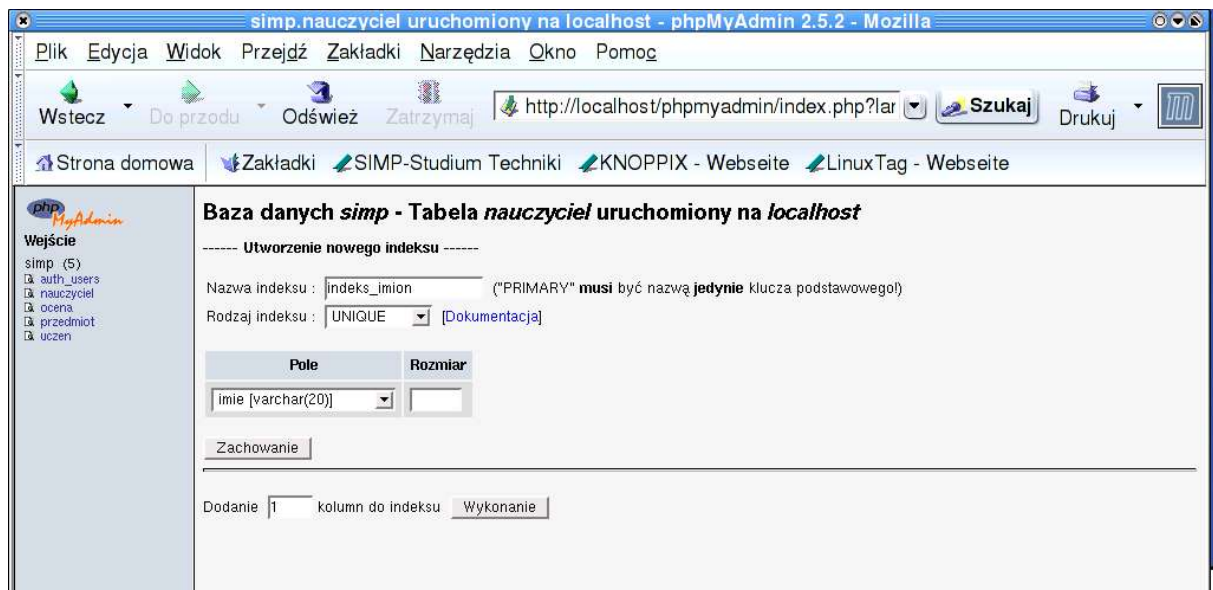 simp.nauczyciel uruchomiony na localhost - phpMyAdmin 2.5.2 - Mozilla
Plik Edycja Widok Przejdź Zakładki Narzędzia Okno Pomoc
Wstecz Do przodu Odśwież Zatrzymaj http://localhost/phpmyadmin/index.php?lar Szukaj Drukuj
Strona domowa Zakładki SIMP-Studium Techniki KNOPPIX - Webseite LinuxTag - Webseite
php
MyAdmin
Wejście
simp (5)
auth_users
nauczyciel
ocena
przedmiot
uczen
Baza danych simp - Tabela nauczyciel uruchomiony na localhost
------ Utworzenie nowego indeksu ------
Nazwa indeksu : indeks_imion ("PRIMARY" musi być nazwą jedynie klucza podstawowego!)
Rodzaj indeksu : UNIQUE [Dokumentacja]
Pole Rozmiar
imie [varchar(20)]
Zachowanie
Dodanie 1 kolumn do indeksu Wykonanie